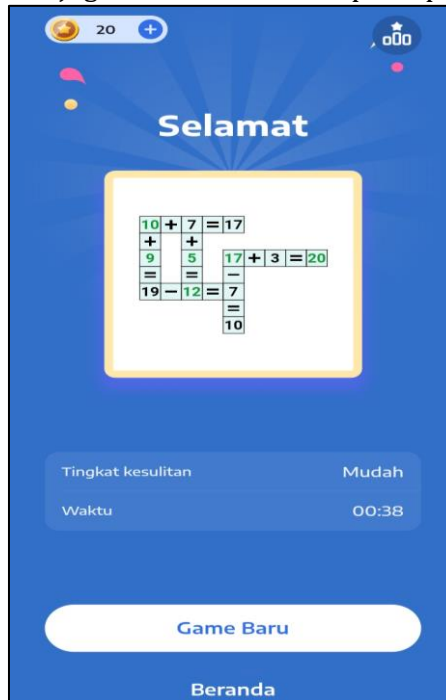 20 +
Selamat
10 + 7 = 17
+ +
9 5 17 + 3 = 20
= = −
19 − 12 = 7
=
10
Tingkat kesulitan Mudah
Waktu 00:38
Game Baru
Beranda